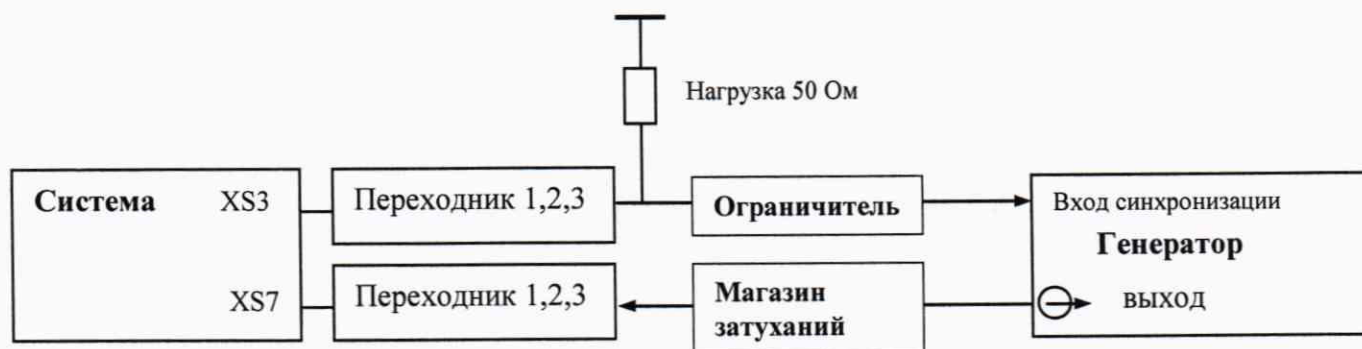 Нагрузка 50 Ом
Система XS3
Переходник 1,2,3
Ограничитель
Вход синхронизации
Генератор
XS7
Переходник 1,2,3
Магазин
затуханий
выход